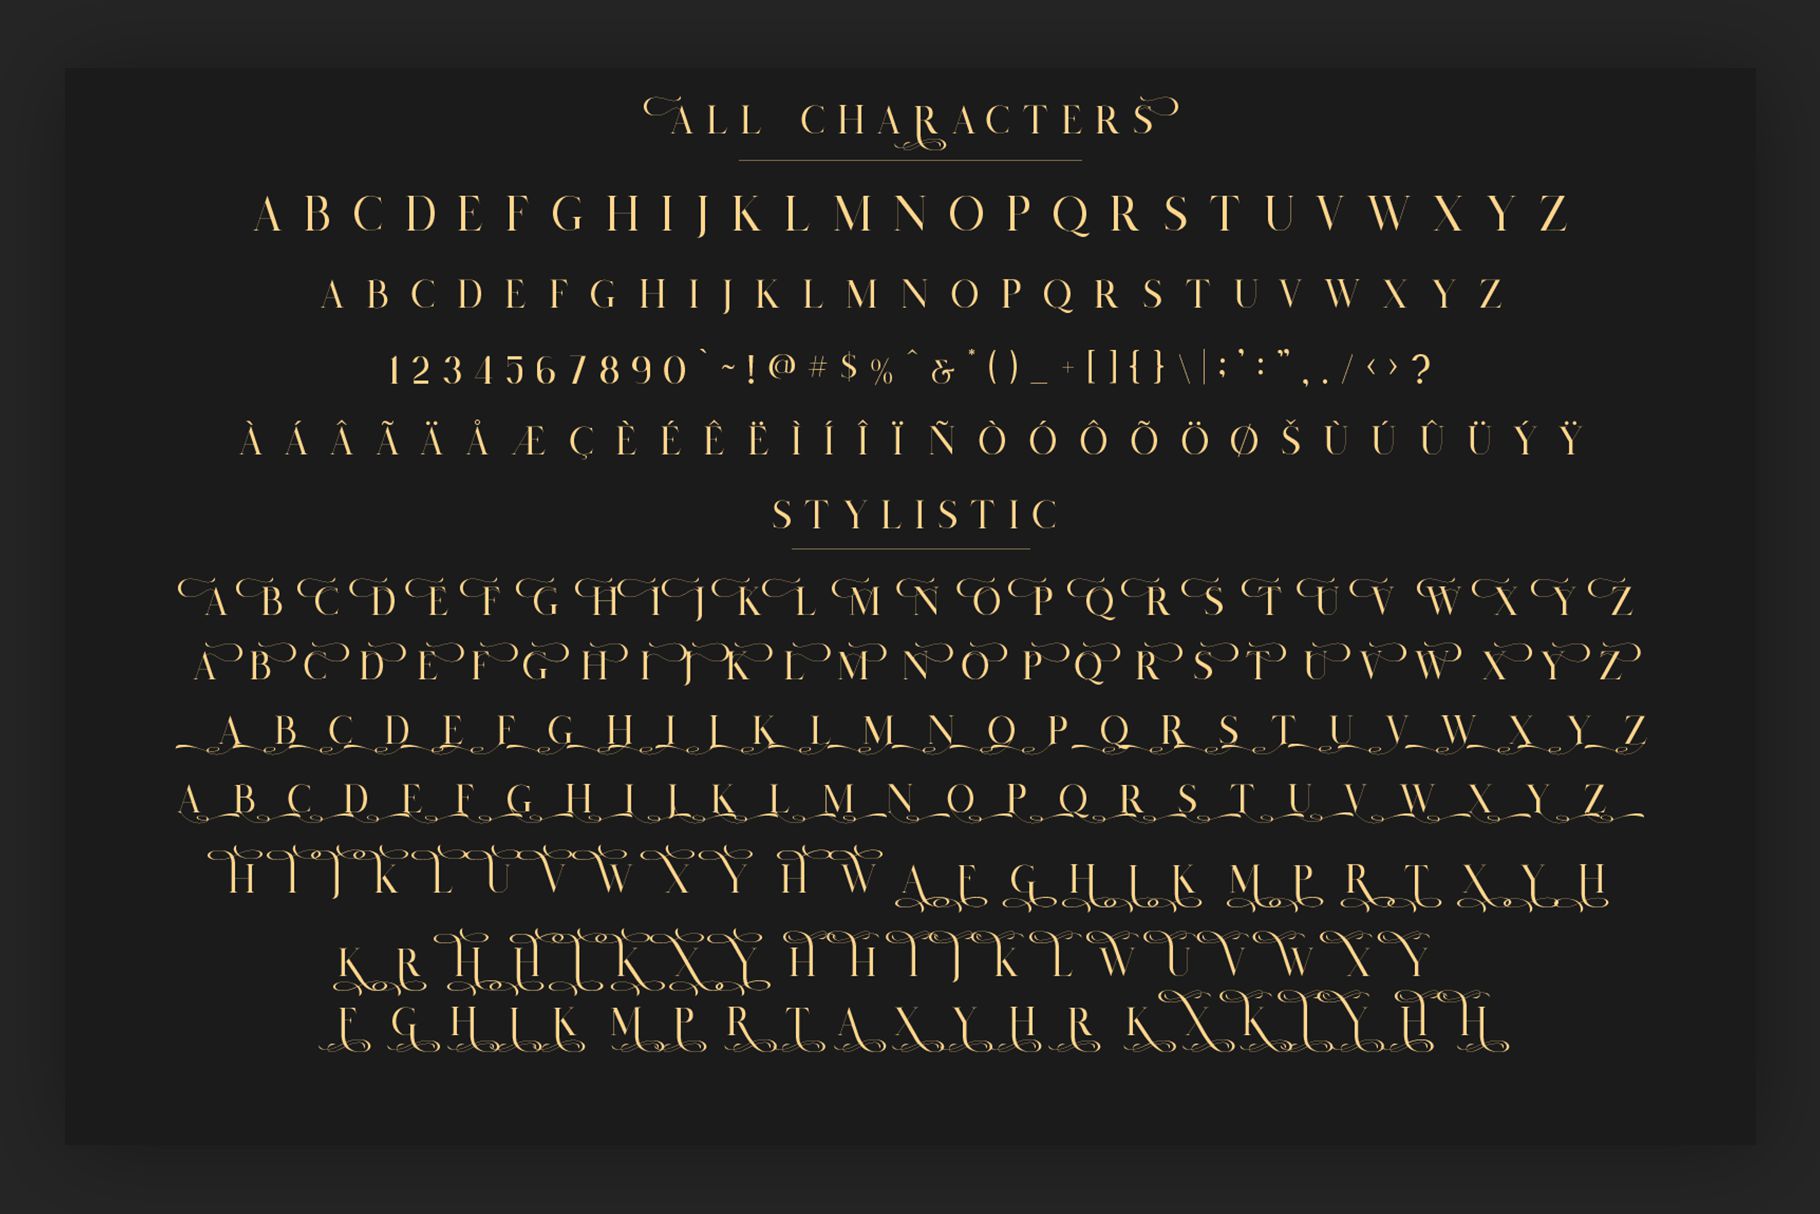 ALL CHARACTERS
A B C D E F G H I J K L M N O P Q R S T U V W X Y Z
A B C D E F G H I J K L M N O P Q R S T U V W X Y Z
1 2 3 4 5 6 7 8 9 0 ` ~ ! @ # $ % ^ & * ( ) _ + [ ] { } \ | ; ’ : ” , . / ‹ › ?
À Á Â Ã Ä Å Æ Ç È É Ê Ë Ì Í Î Ï Ñ Ò Ó Ô Õ Ö Ø Š Ù Ú Û Ü Ý Ÿ
STYLISTIC
A B C D E F G H I J K L M N O P Q R S T U V W X Y Z
A B C D E F G H I J K L M N O P Q R S T U V W X Y Z
A B C D E F G H I J K L M N O P Q R S T U V W X Y Z
A B C D E F G H I J K L M N O P Q R S T U V W X Y Z
H I J K L U V W X Y H W A F G H I K M P R T X Y H
K R H H I K X Y H H I J K L W U V W X Y
F G H I K M P R T A X Y H R K X K I Y H H